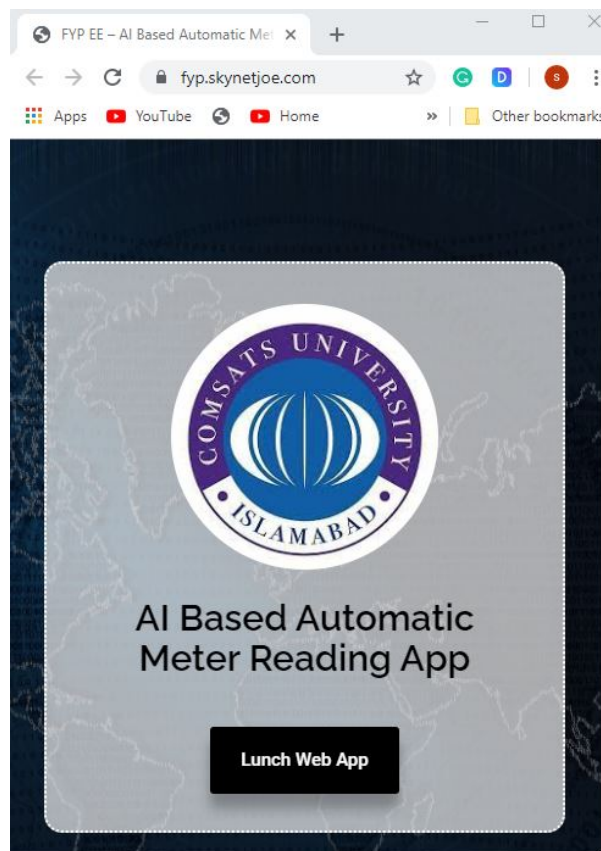 FYP EE – AI Based Automatic Met
fyp.skynetjoe.com
G D s
Apps YouTube Home » Other bookmarks
COMSATS UNIVERSITY
ISLAMABAD
AI Based Automatic
Meter Reading App
Lunch Web App